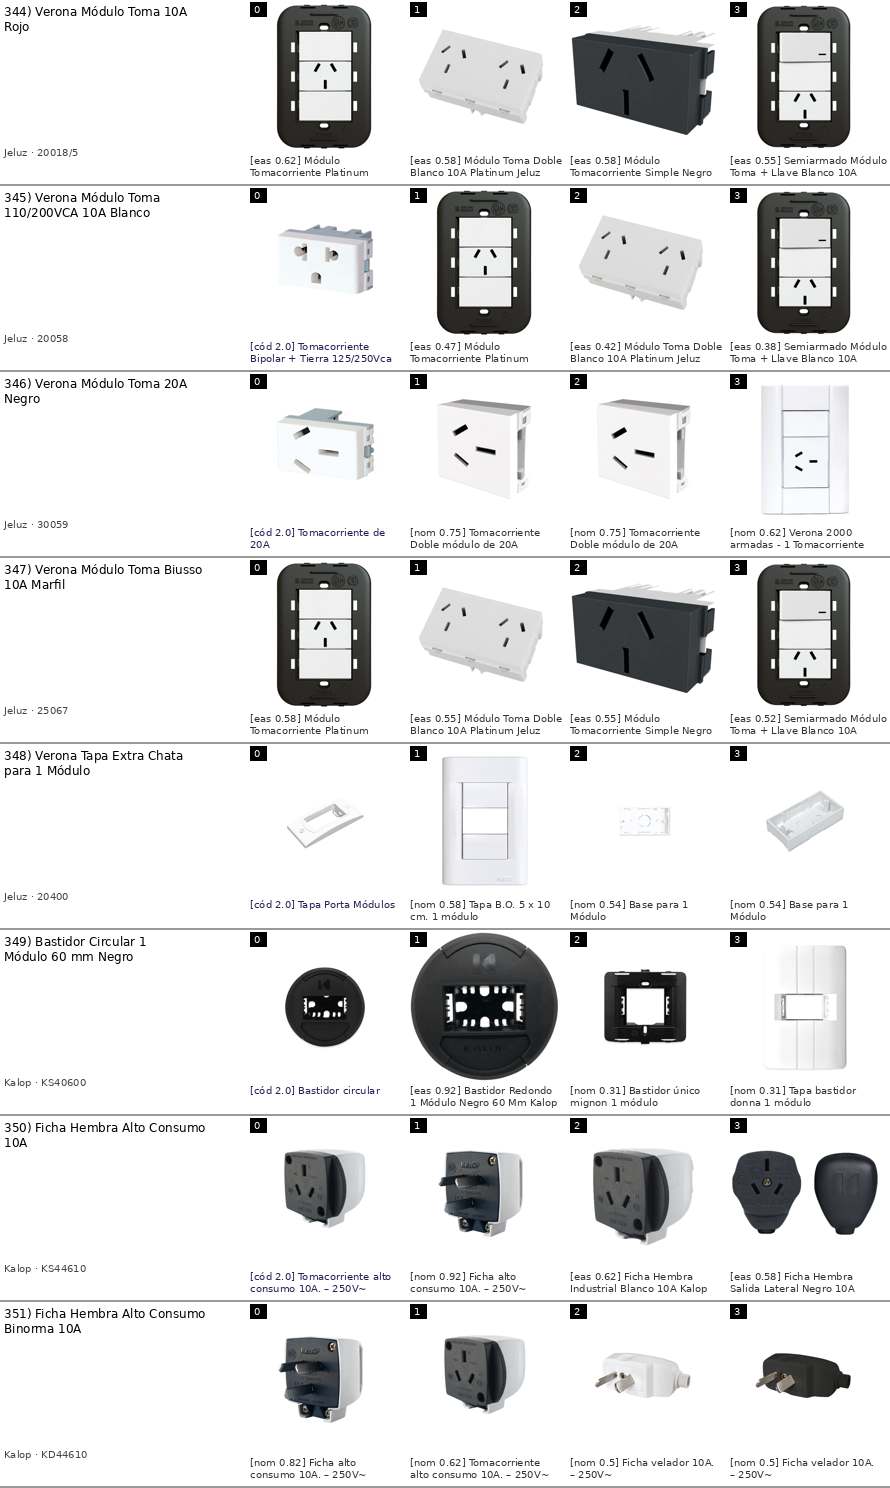 344) Verona Módulo Toma 10A
Rojo
Jeluz · 20018/5
0
[eas 0.62] Módulo
Tomacorriente Platinum
1
[eas 0.58] Módulo Toma Doble
Blanco 10A Platinum Jeluz
2
[eas 0.58] Módulo
Tomacorriente Simple Negro
3
[eas 0.55] Semiarmado Módulo
Toma + Llave Blanco 10A
345) Verona Módulo Toma
110/200VCA 10A Blanco
Jeluz · 20058
0
[cód 2.0] Tomacorriente
Bipolar + Tierra 125/250Vca
1
[eas 0.47] Módulo
Tomacorriente Platinum
2
[eas 0.42] Módulo Toma Doble
Blanco 10A Platinum Jeluz
3
[eas 0.38] Semiarmado Módulo
Toma + Llave Blanco 10A
346) Verona Módulo Toma 20A
Negro
Jeluz · 30059
0
[cód 2.0] Tomacorriente de
20A
1
[nom 0.75] Tomacorriente
Doble módulo de 20A
2
[nom 0.75] Tomacorriente
Doble módulo de 20A
3
[nom 0.62] Verona 2000
armadas - 1 Tomacorriente
347) Verona Módulo Toma Biusso
10A Marfil
Jeluz · 25067
0
[eas 0.58] Módulo
Tomacorriente Platinum
1
[eas 0.55] Módulo Toma Doble
Blanco 10A Platinum Jeluz
2
[eas 0.55] Módulo
Tomacorriente Simple Negro
3
[eas 0.52] Semiarmado Módulo
Toma + Llave Blanco 10A
348) Verona Tapa Extra Chata
para 1 Módulo
Jeluz · 20400
0
[cód 2.0] Tapa Porta Módulos
1
[nom 0.58] Tapa B.O. 5 x 10
cm. 1 módulo
2
[nom 0.54] Base para 1
Módulo
3
[nom 0.54] Base para 1
Módulo
349) Bastidor Circular 1
Módulo 60 mm Negro
Kalop · KS40600
0
[cód 2.0] Bastidor circular
1
[eas 0.92] Bastidor Redondo
1 Módulo Negro 60 Mm Kalop
2
[nom 0.31] Bastidor único
mignon 1 módulo
3
[nom 0.31] Tapa bastidor
donna 1 módulo
350) Ficha Hembra Alto Consumo
10A
Kalop · KS44610
0
[cód 2.0] Tomacorriente alto
consumo 10A. – 250V~
1
[nom 0.92] Ficha alto
consumo 10A. – 250V~
2
[eas 0.62] Ficha Hembra
Industrial Blanco 10A Kalop
3
[eas 0.58] Ficha Hembra
Salida Lateral Negro 10A
351) Ficha Hembra Alto Consumo
Binorma 10A
Kalop · KD44610
0
[nom 0.82] Ficha alto
consumo 10A. – 250V~
1
[nom 0.62] Tomacorriente
alto consumo 10A. – 250V~
2
[nom 0.5] Ficha velador 10A.
– 250V~
3
[nom 0.5] Ficha velador 10A.
– 250V~